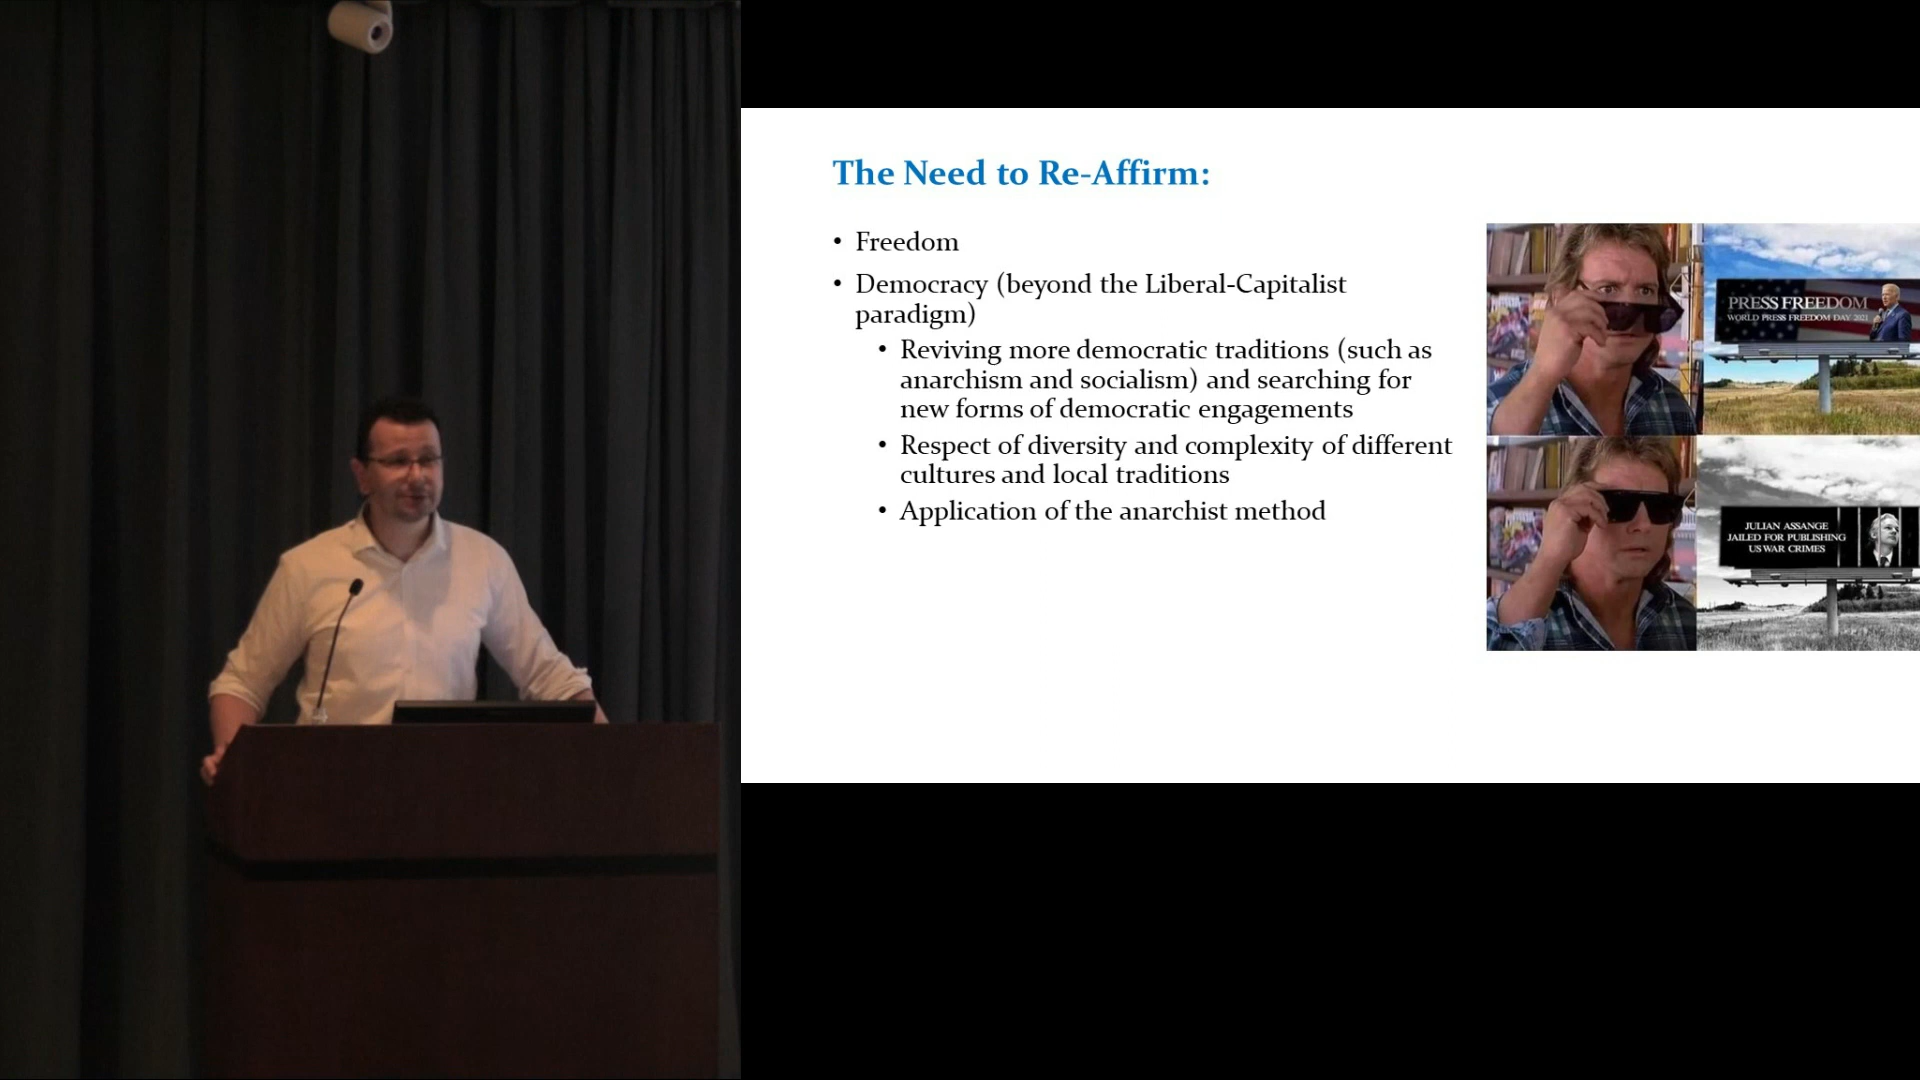 The Need to Re-Affirm:
• Freedom
• Democracy (beyond the Liberal-Capitalist
paradigm)
• Reviving more democratic traditions (such as
anarchism and socialism) and searching for
new forms of democratic engagements
• Respect of diversity and complexity of different
cultures and local traditions
• Application of the anarchist method
PRESS FREEDOM
WORLD PRESS FREEDOM DAY 2021
JULIAN ASSANGE
JAILED FOR PUBLISHING
US WAR CRIMES